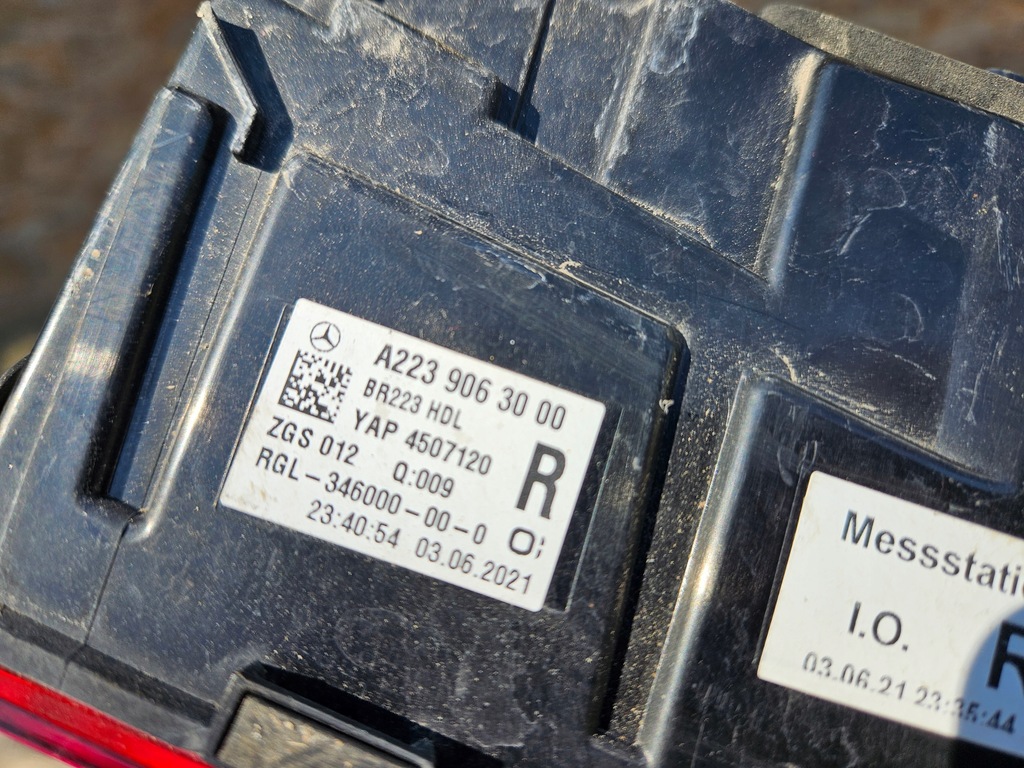 A223 906 30 00
BR223 HDL
YAP 4507120
ZGS 012 Q:009
R
RGL-346000-00-0
23:40:54 03.06.2021
I.O.
R
03.06.21 23:35:44